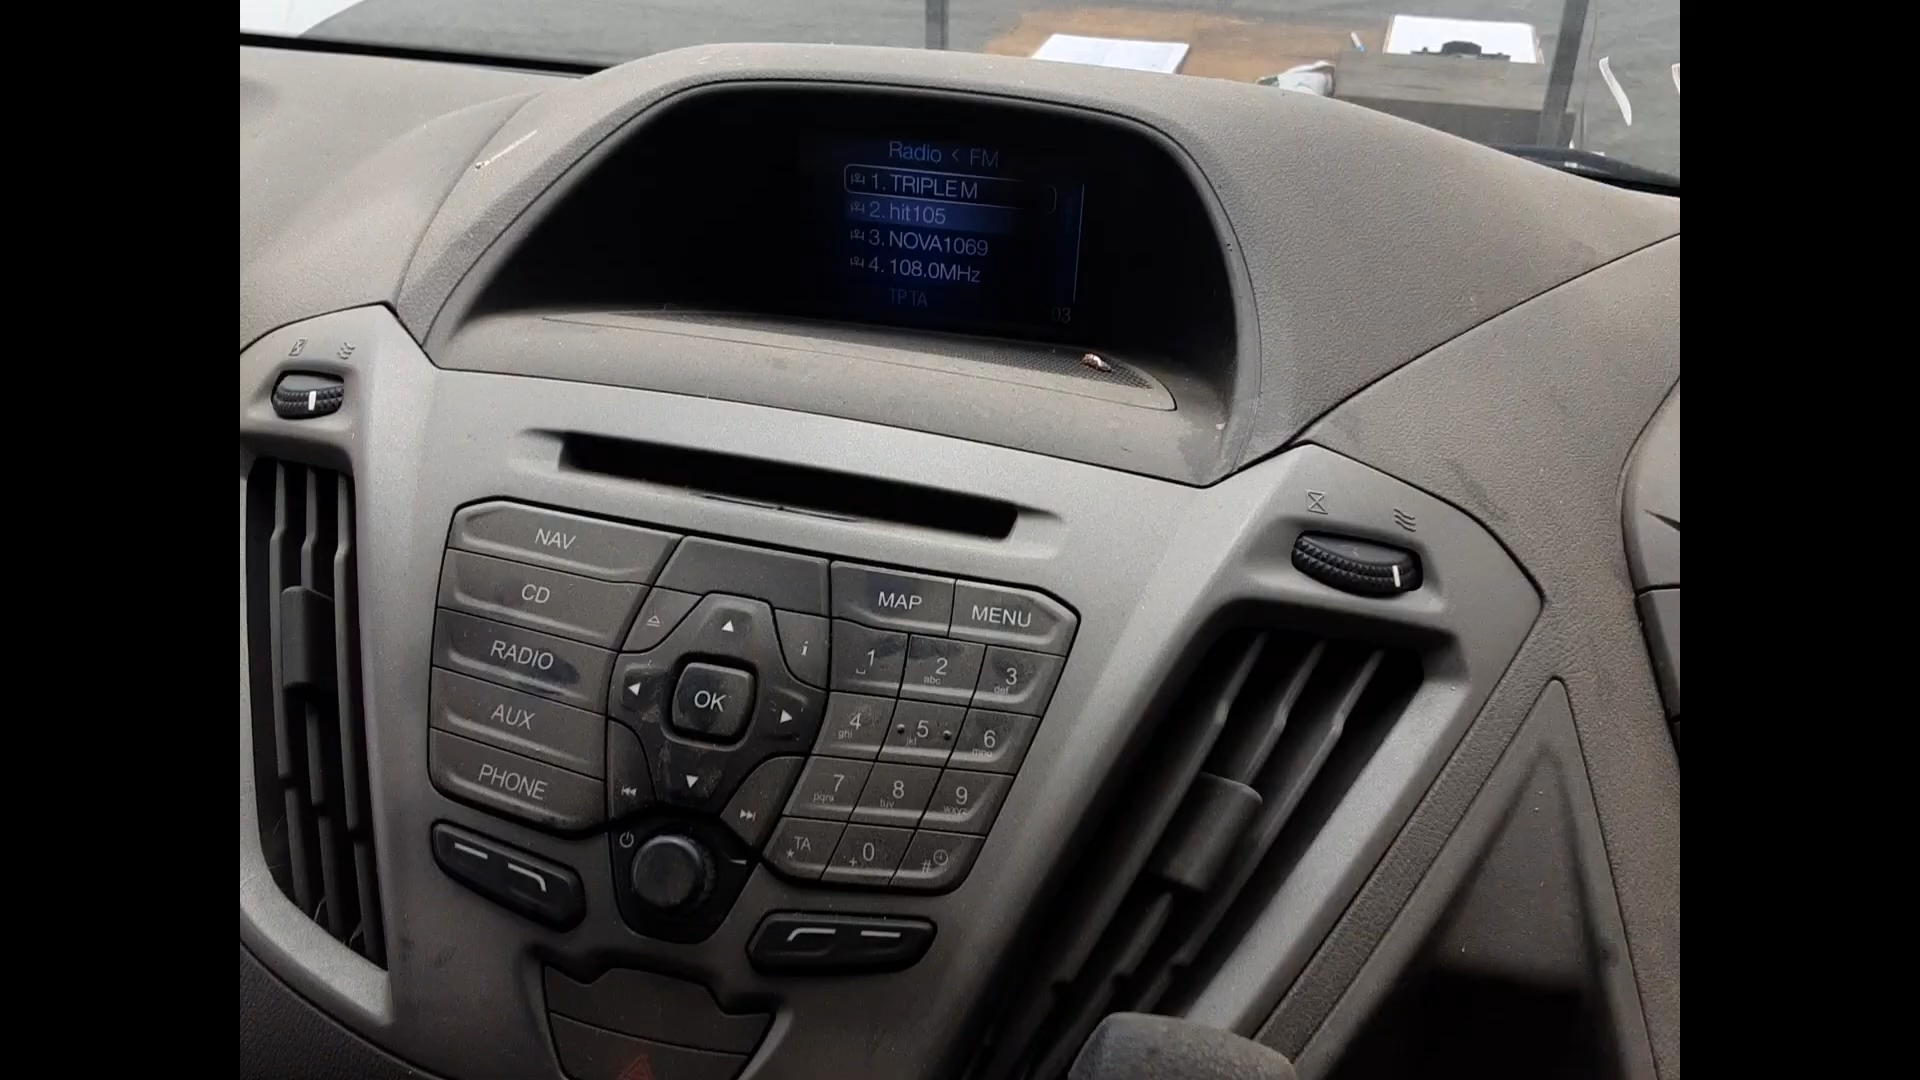 Radio < FM
1. TRIPLE M
2. hit105
3. NOVA1069
4. 108.0MHz
TP TA
03
NAV
CD
RADIO
AUX
PHONE
i
OK
MAP
MENU
1
2
abc
3
def
4
ghi
5
jkl
6
mno
7
pqrs
8
tuv
9
wxyz
TA
*
0
+
#